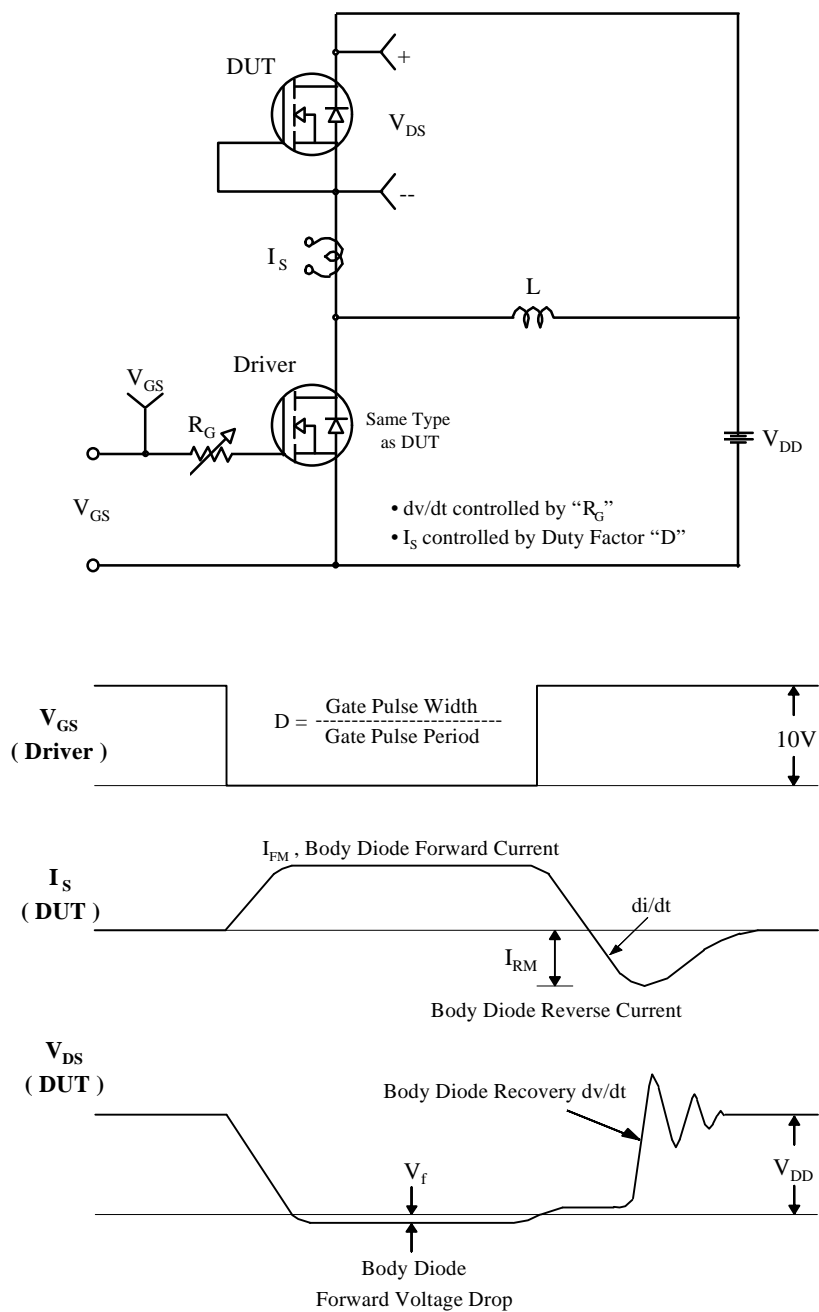 DUT
+
V_DS
--
I_S
L
Driver
V_GS
R_G
Same Type
as DUT
V_DD
V_GS
• dv/dt controlled by “R_G”
• I_S controlled by Duty Factor “D”
V_GS
( Driver )
D = Gate Pulse Width
--------------------------
Gate Pulse Period
10V
I_FM , Body Diode Forward Current
I_S
( DUT )
di/dt
I_RM
Body Diode Reverse Current
V_DS
( DUT )
Body Diode Recovery dv/dt
V_f
V_DD
Body Diode
Forward Voltage Drop